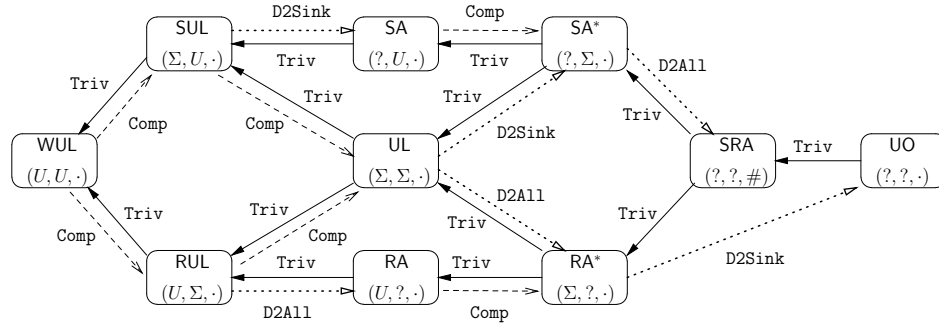 D2Sink Comp
SUL SA SA*
(Σ, U, ·) (?, U, ·) (?, Σ, ·)
Triv Triv D2All
Triv Triv Triv
Comp Comp D2Sink Triv
WUL UL SRA UO
Triv
(U, U, ·) (Σ, Σ, ·) (?, ?, #) (?, ?, ·)
D2All
Triv Triv Triv
Comp Comp Triv
RUL RA RA*
Triv Triv D2Sink
(U, Σ, ·) (U, ?, ·) (Σ, ?, ·)
D2All Comp